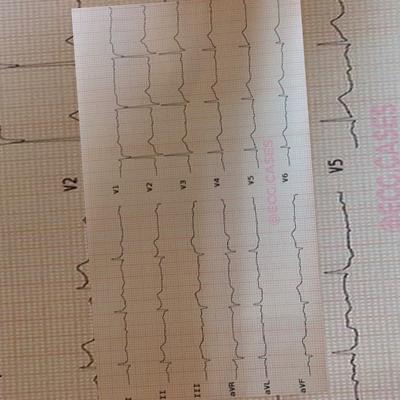 V1
V2
V3
V4
V5
V6
I
II
III
aVR
aVL
aVF
@ECG.CASES
V2
V5
@ECG.CASES